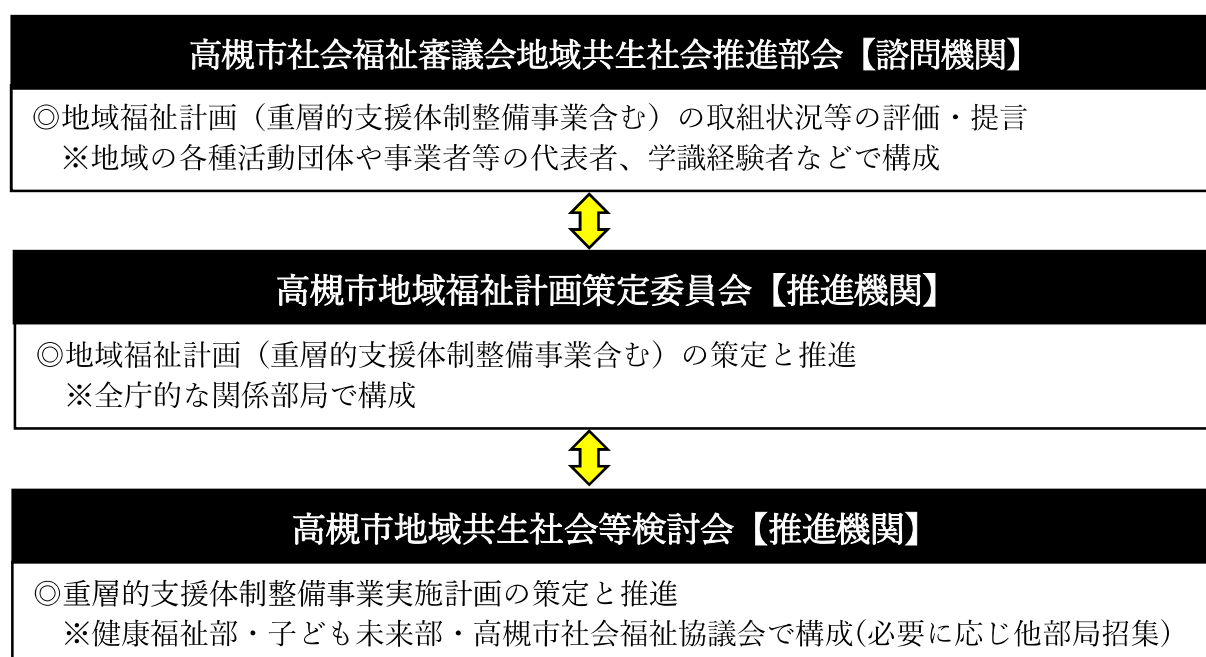 高槻市社会福祉審議会地域共生社会推進部会【諮問機関】
◎地域福祉計画（重層的支援体制整備事業含む）の取組状況等の評価・提言
※地域の各種活動団体や事業者等の代表者、学識経験者などで構成
高槻市地域福祉計画策定委員会【推進機関】
◎地域福祉計画（重層的支援体制整備事業含む）の策定と推進
※全庁的な関係部局で構成
高槻市地域共生社会等検討会【推進機関】
◎重層的支援体制整備事業実施計画の策定と推進
※健康福祉部・子ども未来部・高槻市社会福祉協議会で構成(必要に応じ他部局招集)